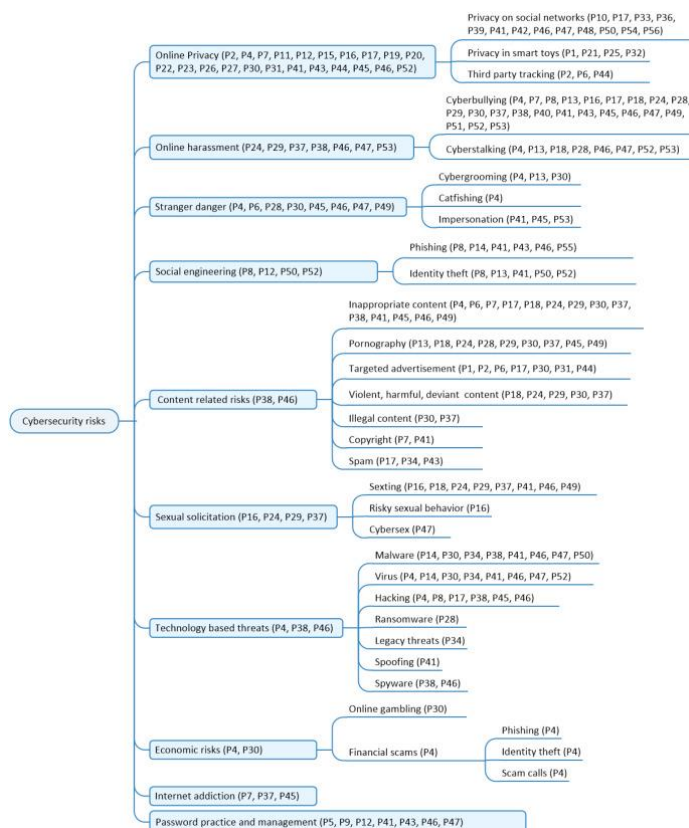 Cybersecurity risks
Online Privacy (P2, P4, P7, P11, P12, P15, P16, P17, P19, P20,
P22, P23, P26, P27, P30, P31, P41, P43, P44, P45, P46, P52)
Privacy on social networks (P10, P17, P33, P36,
P39, P41, P42, P46, P47, P48, P50, P54, P56)
Privacy in smart toys (P1, P21, P25, P32)
Third party tracking (P2, P6, P44)
Online harassment (P24, P29, P37, P38, P46, P47, P53)
Cyberbullying (P4, P7, P8, P13, P16, P17, P18, P24, P28,
P29, P30, P37, P38, P40, P41, P43, P45, P46, P47, P49,
P51, P52, P53)
Cyberstalking (P4, P13, P18, P28, P46, P47, P52, P53)
Stranger danger (P4, P6, P28, P30, P45, P46, P47, P49)
Cybergrooming (P4, P13, P30)
Catfishing (P4)
Impersonation (P41, P45, P53)
Social engineering (P8, P12, P50, P52)
Phishing (P8, P14, P41, P43, P46, P55)
Identity theft (P8, P13, P41, P50, P52)
Content related risks (P38, P46)
Inappropriate content (P4, P6, P7, P17, P18, P24, P29, P30, P37,
P38, P41, P45, P46, P49)
Pornography (P13, P18, P24, P28, P29, P30, P37, P45, P49)
Targeted advertisement (P1, P2, P6, P17, P30, P31, P44)
Violent, harmful, deviant content (P18, P24, P29, P30, P37)
Illegal content (P30, P37)
Copyright (P7, P41)
Spam (P17, P34, P43)
Sexual solicitation (P16, P24, P29, P37)
Sexting (P16, P18, P24, P29, P37, P41, P46, P49)
Risky sexual behavior (P16)
Cybersex (P47)
Technology based threats (P4, P38, P46)
Malware (P14, P30, P34, P38, P41, P46, P47, P50)
Virus (P4, P14, P30, P34, P41, P46, P47, P52)
Hacking (P4, P8, P17, P38, P45, P46)
Ransomware (P28)
Legacy threats (P34)
Spoofing (P41)
Spyware (P38, P46)
Economic risks (P4, P30)
Online gambling (P30)
Financial scams (P4)
Phishing (P4)
Identity theft (P4)
Scam calls (P4)
Internet addiction (P7, P37, P45)
Password practice and management (P5, P9, P12, P41, P43, P46, P47)